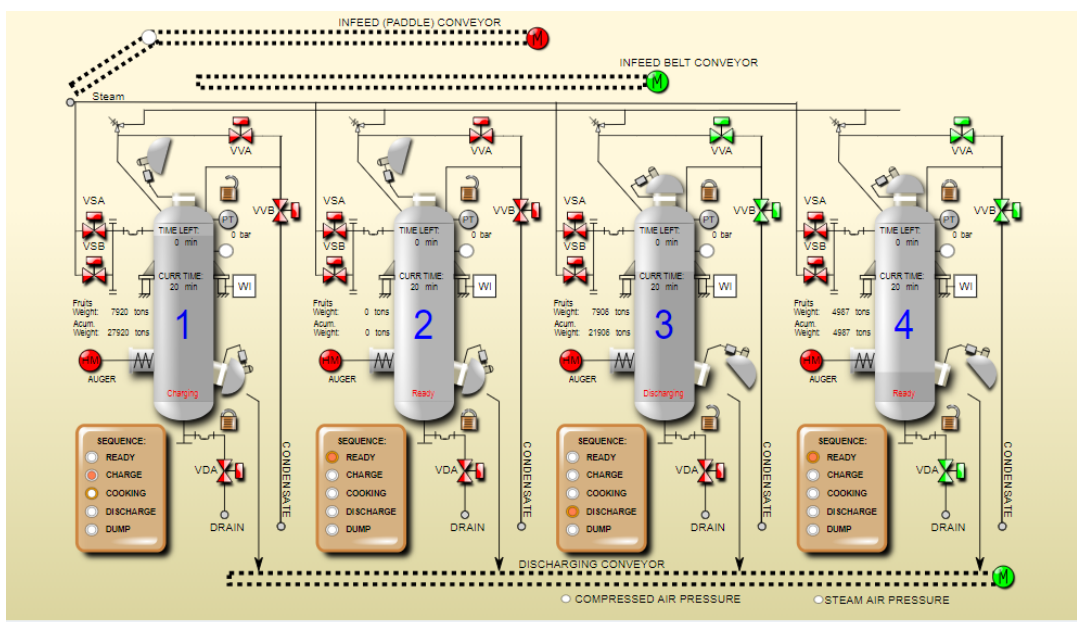 INFEED (PADDLE) CONVEYOR
M
INFEED BELT CONVEYOR
M
Steam
VVA
VSA
VVB
PT
0 bar
VSB
TIME LEFT:
0 min
CURR.TIME:
20 min
WI
Fruits
Weight: 7920 tons
Acum.
Weight: 27920 tons
1
HM
AUGER
Charging
SEQUENCE:
READY
CHARGE
COOKING
DISCHARGE
DUMP
VDA
DRAIN
CONDENSATE
VVA
VSA
VVB
PT
0 bar
VSB
TIME LEFT:
0 min
CURR.TIME:
20 min
WI
Fruits
Weight: 0 tons
Acum.
Weight: 0 tons
2
HM
AUGER
Ready
SEQUENCE:
READY
CHARGE
COOKING
DISCHARGE
DUMP
VDA
DRAIN
CONDENSATE
VVA
VSA
VVB
PT
0 bar
VSB
TIME LEFT:
0 min
CURR.TIME:
20 min
WI
Fruits
Weight: 7906 tons
Acum.
Weight: 21906 tons
3
HM
AUGER
Discharging
SEQUENCE:
READY
CHARGE
COOKING
DISCHARGE
DUMP
VDA
DRAIN
CONDENSATE
VVA
VSA
VVB
PT
0 bar
VSB
TIME LEFT:
0 min
CURR.TIME:
20 min
WI
Fruits
Weight: 4987 tons
Acum.
Weight: 4987 tons
4
HM
AUGER
Ready
SEQUENCE:
READY
CHARGE
COOKING
DISCHARGE
DUMP
VDA
DRAIN
CONDENSATE
DISCHARGING CONVEYOR
M
COMPRESSED AIR PRESSURE
STEAM AIR PRESSURE